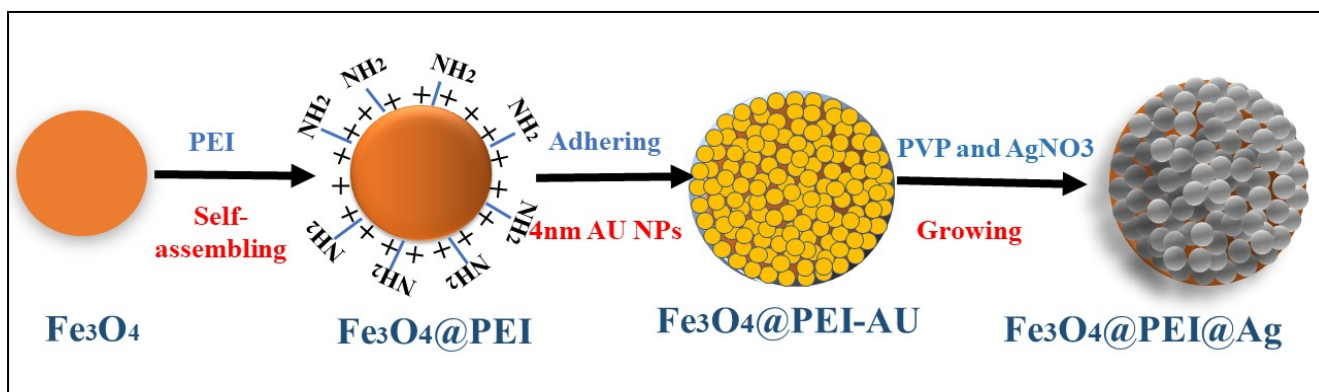 NH2
NH2
NH2
NH2
NH2
PEI
Self-
assembling
NH2
NH2
NH2
NH2
+ + + + + + + + + + + + + + + + + + + + + + + +
Adhering
4nm AU NPs
PVP and AgNO3
Growing
Fe3O4
Fe3O4@PEI
Fe3O4@PEI-AU
Fe3O4@PEI@Ag